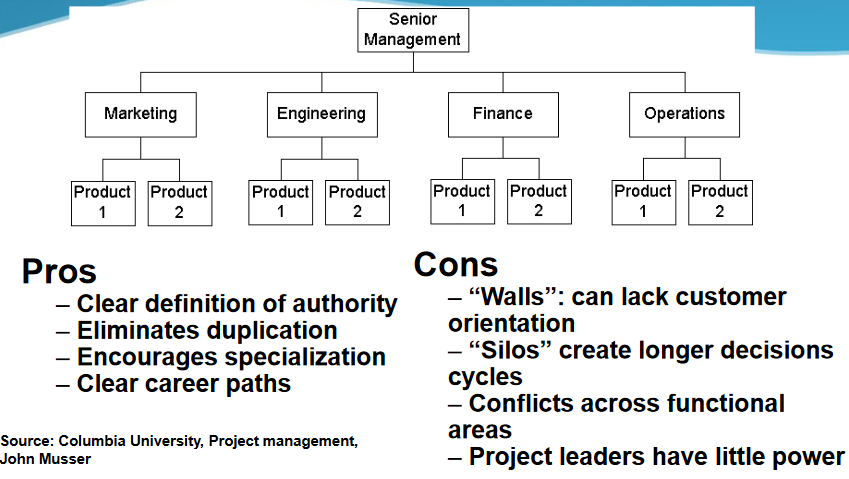 Senior
Management
Marketing
Engineering
Finance
Operations
Product
1
Product
2
Product
1
Product
2
Product
1
Product
2
Product
1
Product
2
Pros
– Clear definition of authority
– Eliminates duplication
– Encourages specialization
– Clear career paths
Source: Columbia University, Project management,
John Musser
Cons
– “Walls”: can lack customer
orientation
– “Silos” create longer decisions
cycles
– Conflicts across functional
areas
– Project leaders have little power